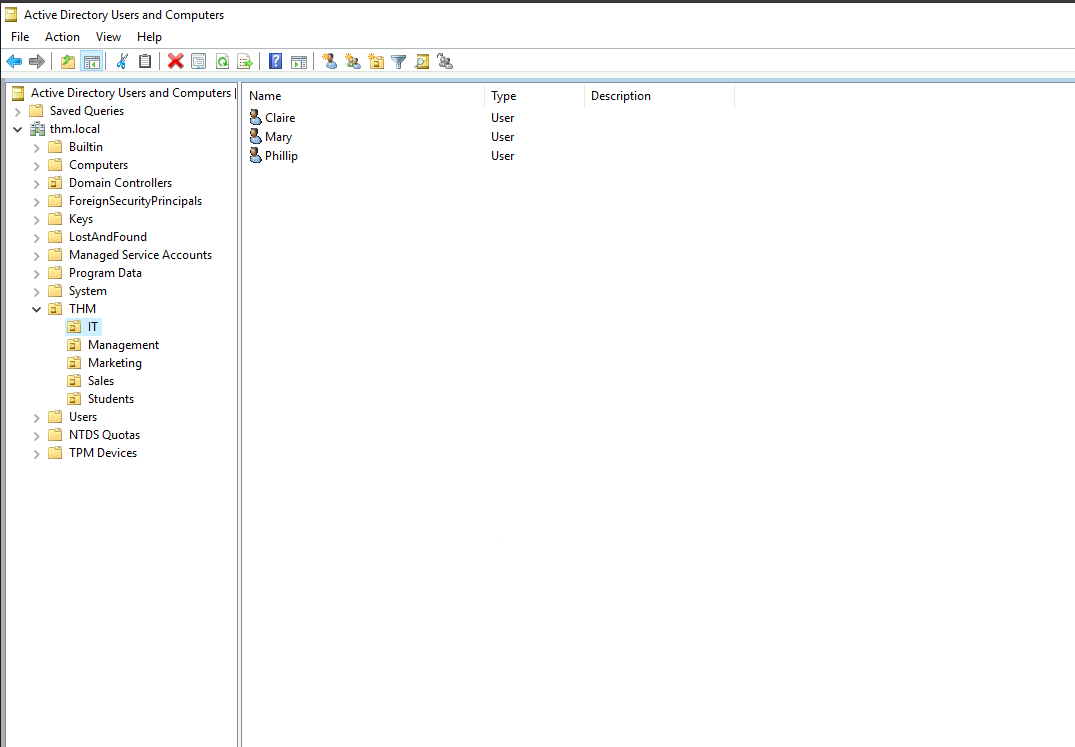 Active Directory Users and Computers
File Action View Help
Active Directory Users and Computers
Saved Queries
thm.local
Builtin
Computers
Domain Controllers
ForeignSecurityPrincipals
Keys
LostAndFound
Managed Service Accounts
Program Data
System
THM
IT
Management
Marketing
Sales
Students
Users
NTDS Quotas
TPM Devices
Name Type Description
Claire User
Mary User
Phillip User